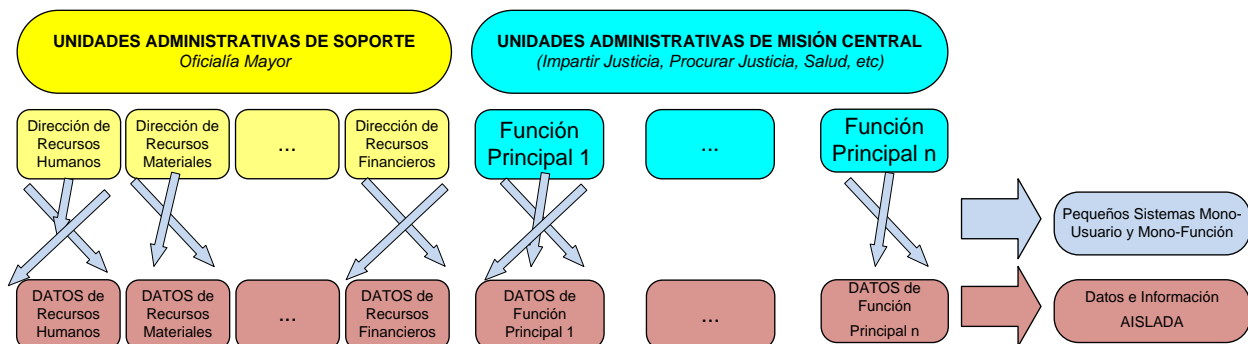 UNIDADES ADMINISTRATIVAS DE SOPORTE
Oficialía Mayor
UNIDADES ADMINISTRATIVAS DE MISIÓN CENTRAL
(Impartir Justicia, Procurar Justicia, Salud, etc)
Dirección de
Recursos
Humanos
Dirección de
Recursos
Materiales
...
Dirección de
Recursos
Financieros
Función
Principal 1
...
Función
Principal n
Pequeños Sistemas Mono-
Usuario y Mono-Función
DATOS de
Recursos
Humanos
DATOS de
Recursos
Materiales
...
DATOS de
Recursos
Financieros
DATOS de
Función
Principal 1
...
DATOS de
Función
Principal n
Datos e Información
AISLADA